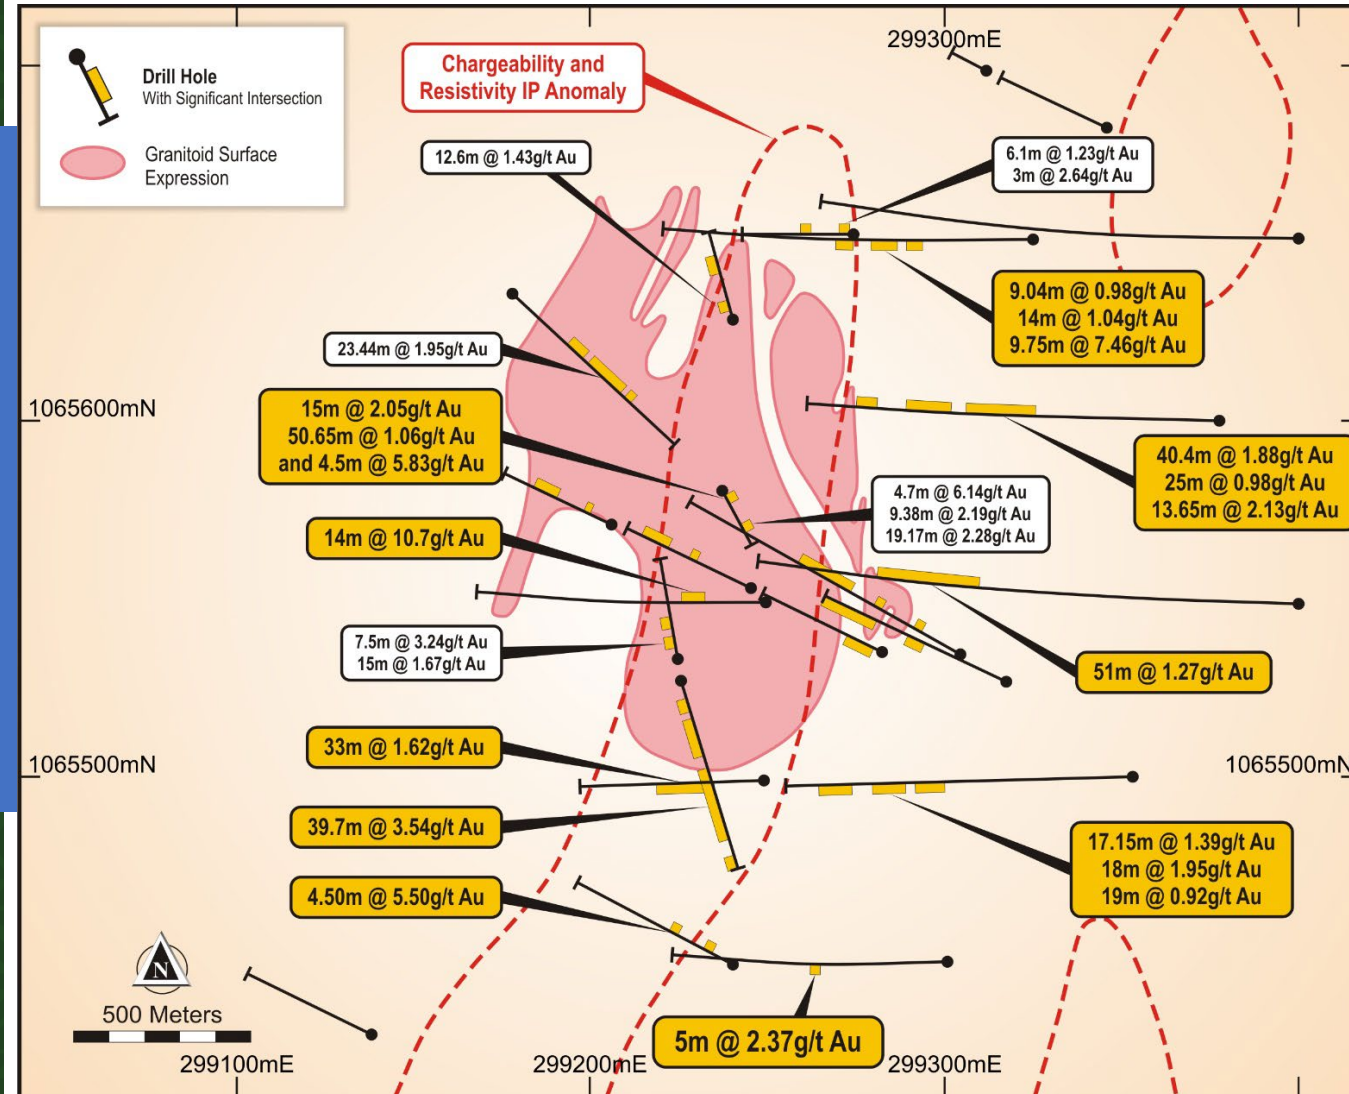 299300mE
Drill Hole
With Significant Intersection
Granitoid Surface
Expression
Chargeability and
Resistivity IP Anomaly
12.6m @ 1.43g/t Au
6.1m @ 1.23g/t Au
3m @ 2.64g/t Au
9.04m @ 0.98g/t Au
14m @ 1.04g/t Au
9.75m @ 7.46g/t Au
23.44m @ 1.95g/t Au
1065600mN
15m @ 2.05g/t Au
50.65m @ 1.06g/t Au
and 4.5m @ 5.83g/t Au
40.4m @ 1.88g/t Au
25m @ 0.98g/t Au
13.65m @ 2.13g/t Au
4.7m @ 6.14g/t Au
9.38m @ 2.19g/t Au
19.17m @ 2.28g/t Au
14m @ 10.7g/t Au
7.5m @ 3.24g/t Au
15m @ 1.67g/t Au
51m @ 1.27g/t Au
33m @ 1.62g/t Au
1065500mN
1065500mN
39.7m @ 3.54g/t Au
17.15m @ 1.39g/t Au
18m @ 1.95g/t Au
19m @ 0.92g/t Au
4.50m @ 5.50g/t Au
N
500 Meters
5m @ 2.37g/t Au
299100mE
299200mE
299300mE